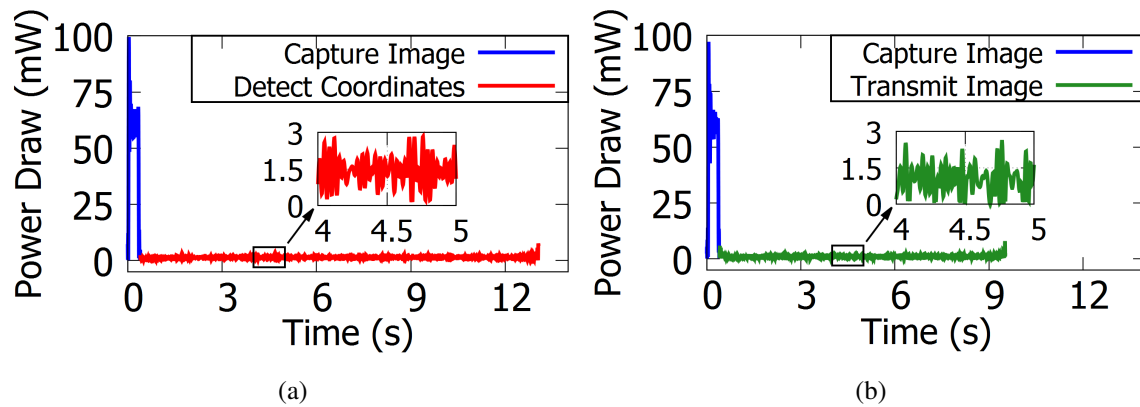 Power Draw (mW)
100
75
50
25
0
Capture Image
Detect Coordinates
3
1.5
0
4 4.5 5
0 3 6 9 12
Time (s)
(a)
Power Draw (mW)
100
75
50
25
0
Capture Image
Transmit Image
3
1.5
0
4 4.5 5
0 3 6 9 12
Time (s)
(b)